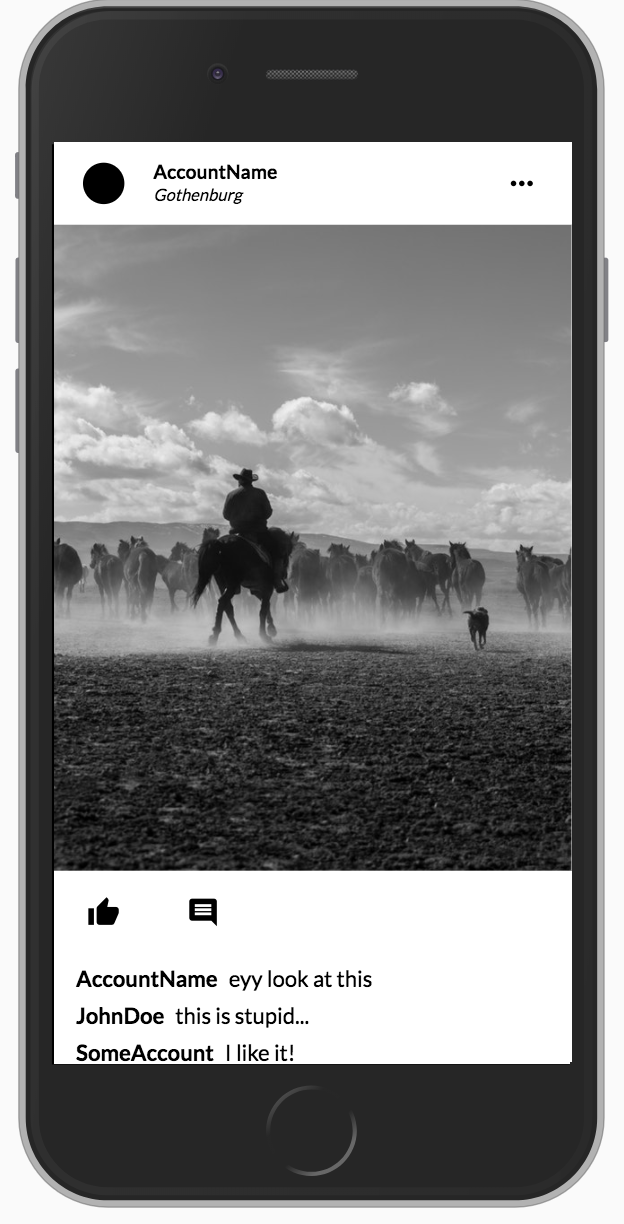 AccountName
Gothenburg
AccountName eyy look at this
JohnDoe this is stupid...
SomeAccount I like it!